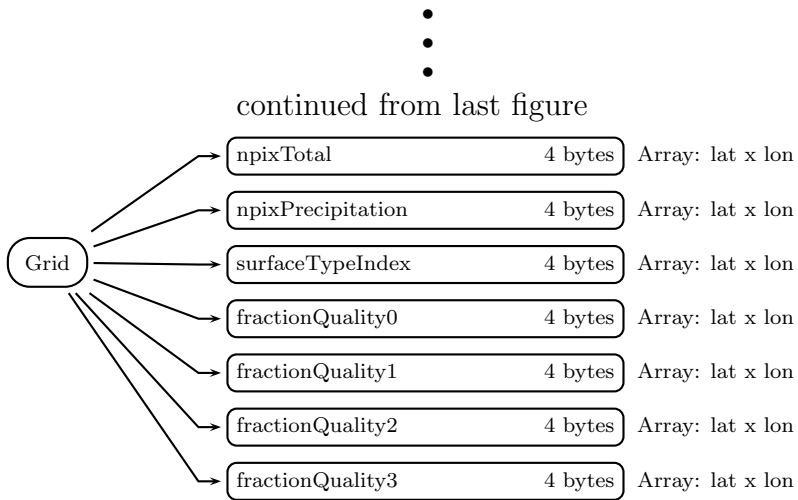 continued from last figure
npixTotal 4 bytes Array: lat x lon
npixPrecipitation 4 bytes Array: lat x lon
Grid
surfaceTypeIndex 4 bytes Array: lat x lon
fractionQuality0 4 bytes Array: lat x lon
fractionQuality1 4 bytes Array: lat x lon
fractionQuality2 4 bytes Array: lat x lon
fractionQuality3 4 bytes Array: lat x lon